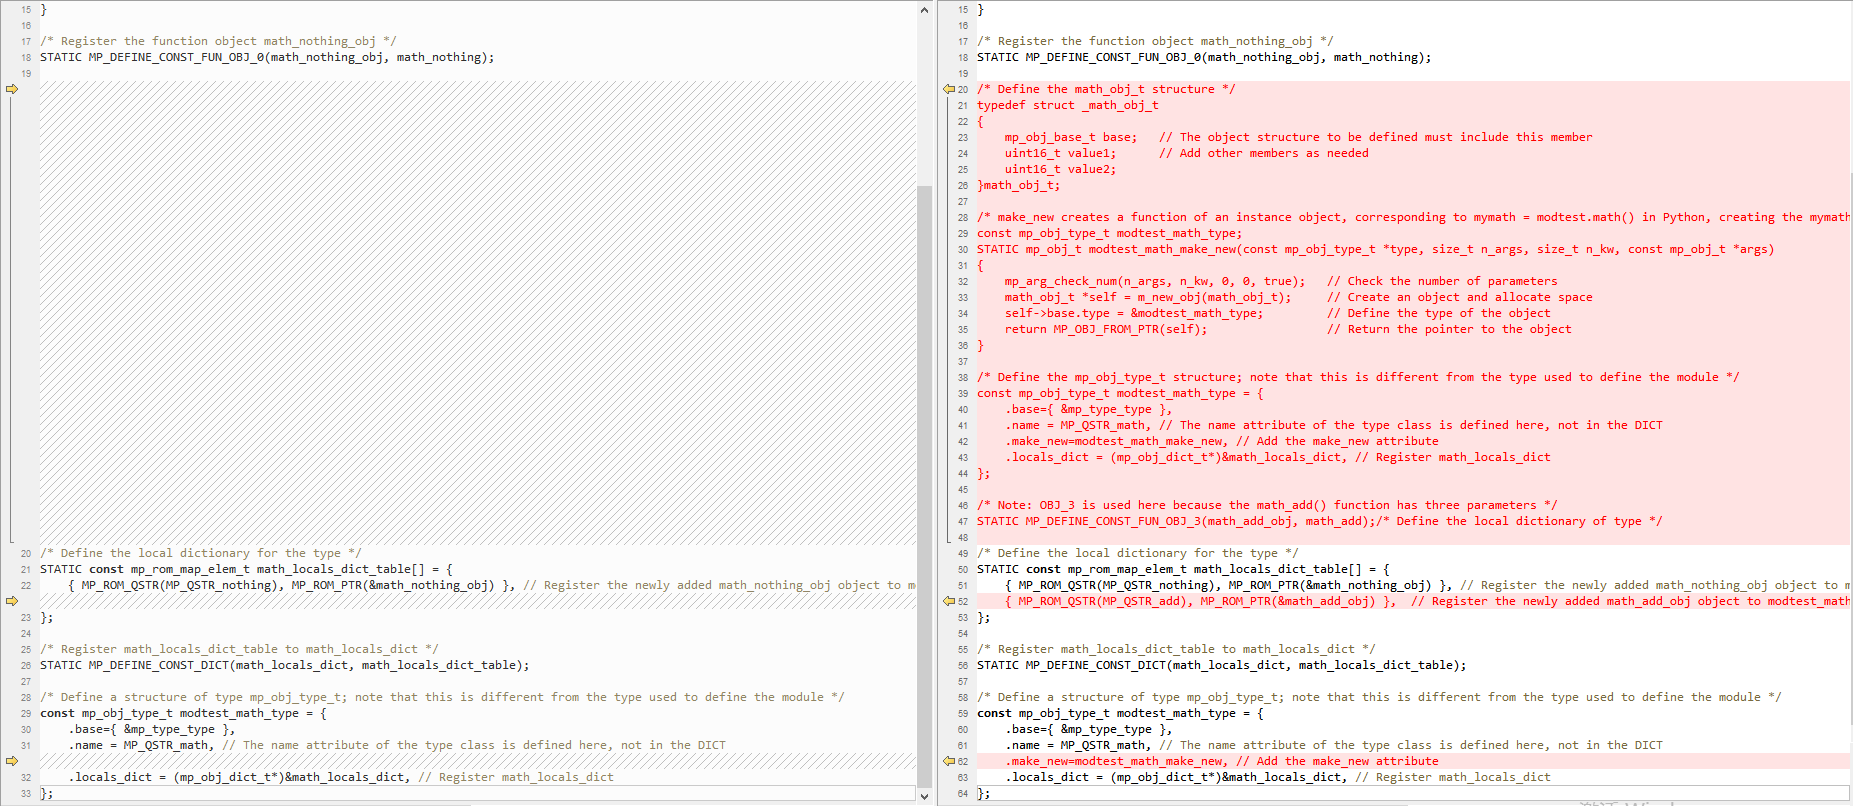 15 }
16
17 /* Register the function object math_nothing_obj */
18 STATIC MP_DEFINE_CONST_FUN_OBJ_0(math_nothing_obj, math_nothing);
19
20 /* Define the local dictionary for the type */
21 STATIC const mp_rom_map_elem_t math_locals_dict_table[] = {
22 { MP_ROM_QSTR(MP_QSTR_nothing), MP_ROM_PTR(&math_nothing_obj) }, // Register the newly added math_nothing_obj object to m
23 };
24
25 /* Register math_locals_dict_table to math_locals_dict */
26 STATIC MP_DEFINE_CONST_DICT(math_locals_dict, math_locals_dict_table);
27
28 /* Define a structure of type mp_obj_type_t; note that this is different from the type used to define the module */
29 const mp_obj_type_t modtest_math_type = {
30 .base={ &mp_type_type },
31 .name = MP_QSTR_math, // The name attribute of the type class is defined here, not in the DICT
32 .locals_dict = (mp_obj_dict_t*)&math_locals_dict, // Register math_locals_dict
33 };
15 }
16
17 /* Register the function object math_nothing_obj */
18 STATIC MP_DEFINE_CONST_FUN_OBJ_0(math_nothing_obj, math_nothing);
19
20 /* Define the math_obj_t structure */
21 typedef struct _math_obj_t
22 {
23 mp_obj_base_t base; // The object structure to be defined must include this member
24 uint16_t value1; // Add other members as needed
25 uint16_t value2;
26 }math_obj_t;
27
28 /* make_new creates a function of an instance object, corresponding to mymath = modtest.math() in Python, creating the mymath
29 const mp_obj_type_t modtest_math_type;
30 STATIC mp_obj_t modtest_math_make_new(const mp_obj_type_t *type, size_t n_args, size_t n_kw, const mp_obj_t *args)
31 {
32 mp_arg_check_num(n_args, n_kw, 0, 0, true); // Check the number of parameters
33 math_obj_t *self = m_new_obj(math_obj_t); // Create an object and allocate space
34 self->base.type = &modtest_math_type; // Define the type of the object
35 return MP_OBJ_FROM_PTR(self); // Return the pointer to the object
36 }
37
38 /* Define the mp_obj_type_t structure; note that this is different from the type used to define the module */
39 const mp_obj_type_t modtest_math_type = {
40 .base={ &mp_type_type },
41 .name = MP_QSTR_math, // The name attribute of the type class is defined here, not in the DICT
42 .make_new=modtest_math_make_new, // Add the make_new attribute
43 .locals_dict = (mp_obj_dict_t*)&math_locals_dict, // Register math_locals_dict
44 };
45
46 /* Note: OBJ_3 is used here because the math_add() function has three parameters */
47 STATIC MP_DEFINE_CONST_FUN_OBJ_3(math_add_obj, math_add);/* Define the local dictionary of type */
48
49 /* Define the local dictionary for the type */
50 STATIC const mp_rom_map_elem_t math_locals_dict_table[] = {
51 { MP_ROM_QSTR(MP_QSTR_nothing), MP_ROM_PTR(&math_nothing_obj) }, // Register the newly added math_nothing_obj object to m
52 { MP_ROM_QSTR(MP_QSTR_add), MP_ROM_PTR(&math_add_obj) }, // Register the newly added math_add_obj object to modtest_math
53 };
54
55 /* Register math_locals_dict_table to math_locals_dict */
56 STATIC MP_DEFINE_CONST_DICT(math_locals_dict, math_locals_dict_table);
57
58 /* Define a structure of type mp_obj_type_t; note that this is different from the type used to define the module */
59 const mp_obj_type_t modtest_math_type = {
60 .base={ &mp_type_type },
61 .name = MP_QSTR_math, // The name attribute of the type class is defined here, not in the DICT
62 .make_new=modtest_math_make_new, // Add the make_new attribute
63 .locals_dict = (mp_obj_dict_t*)&math_locals_dict, // Register math_locals_dict
64 };